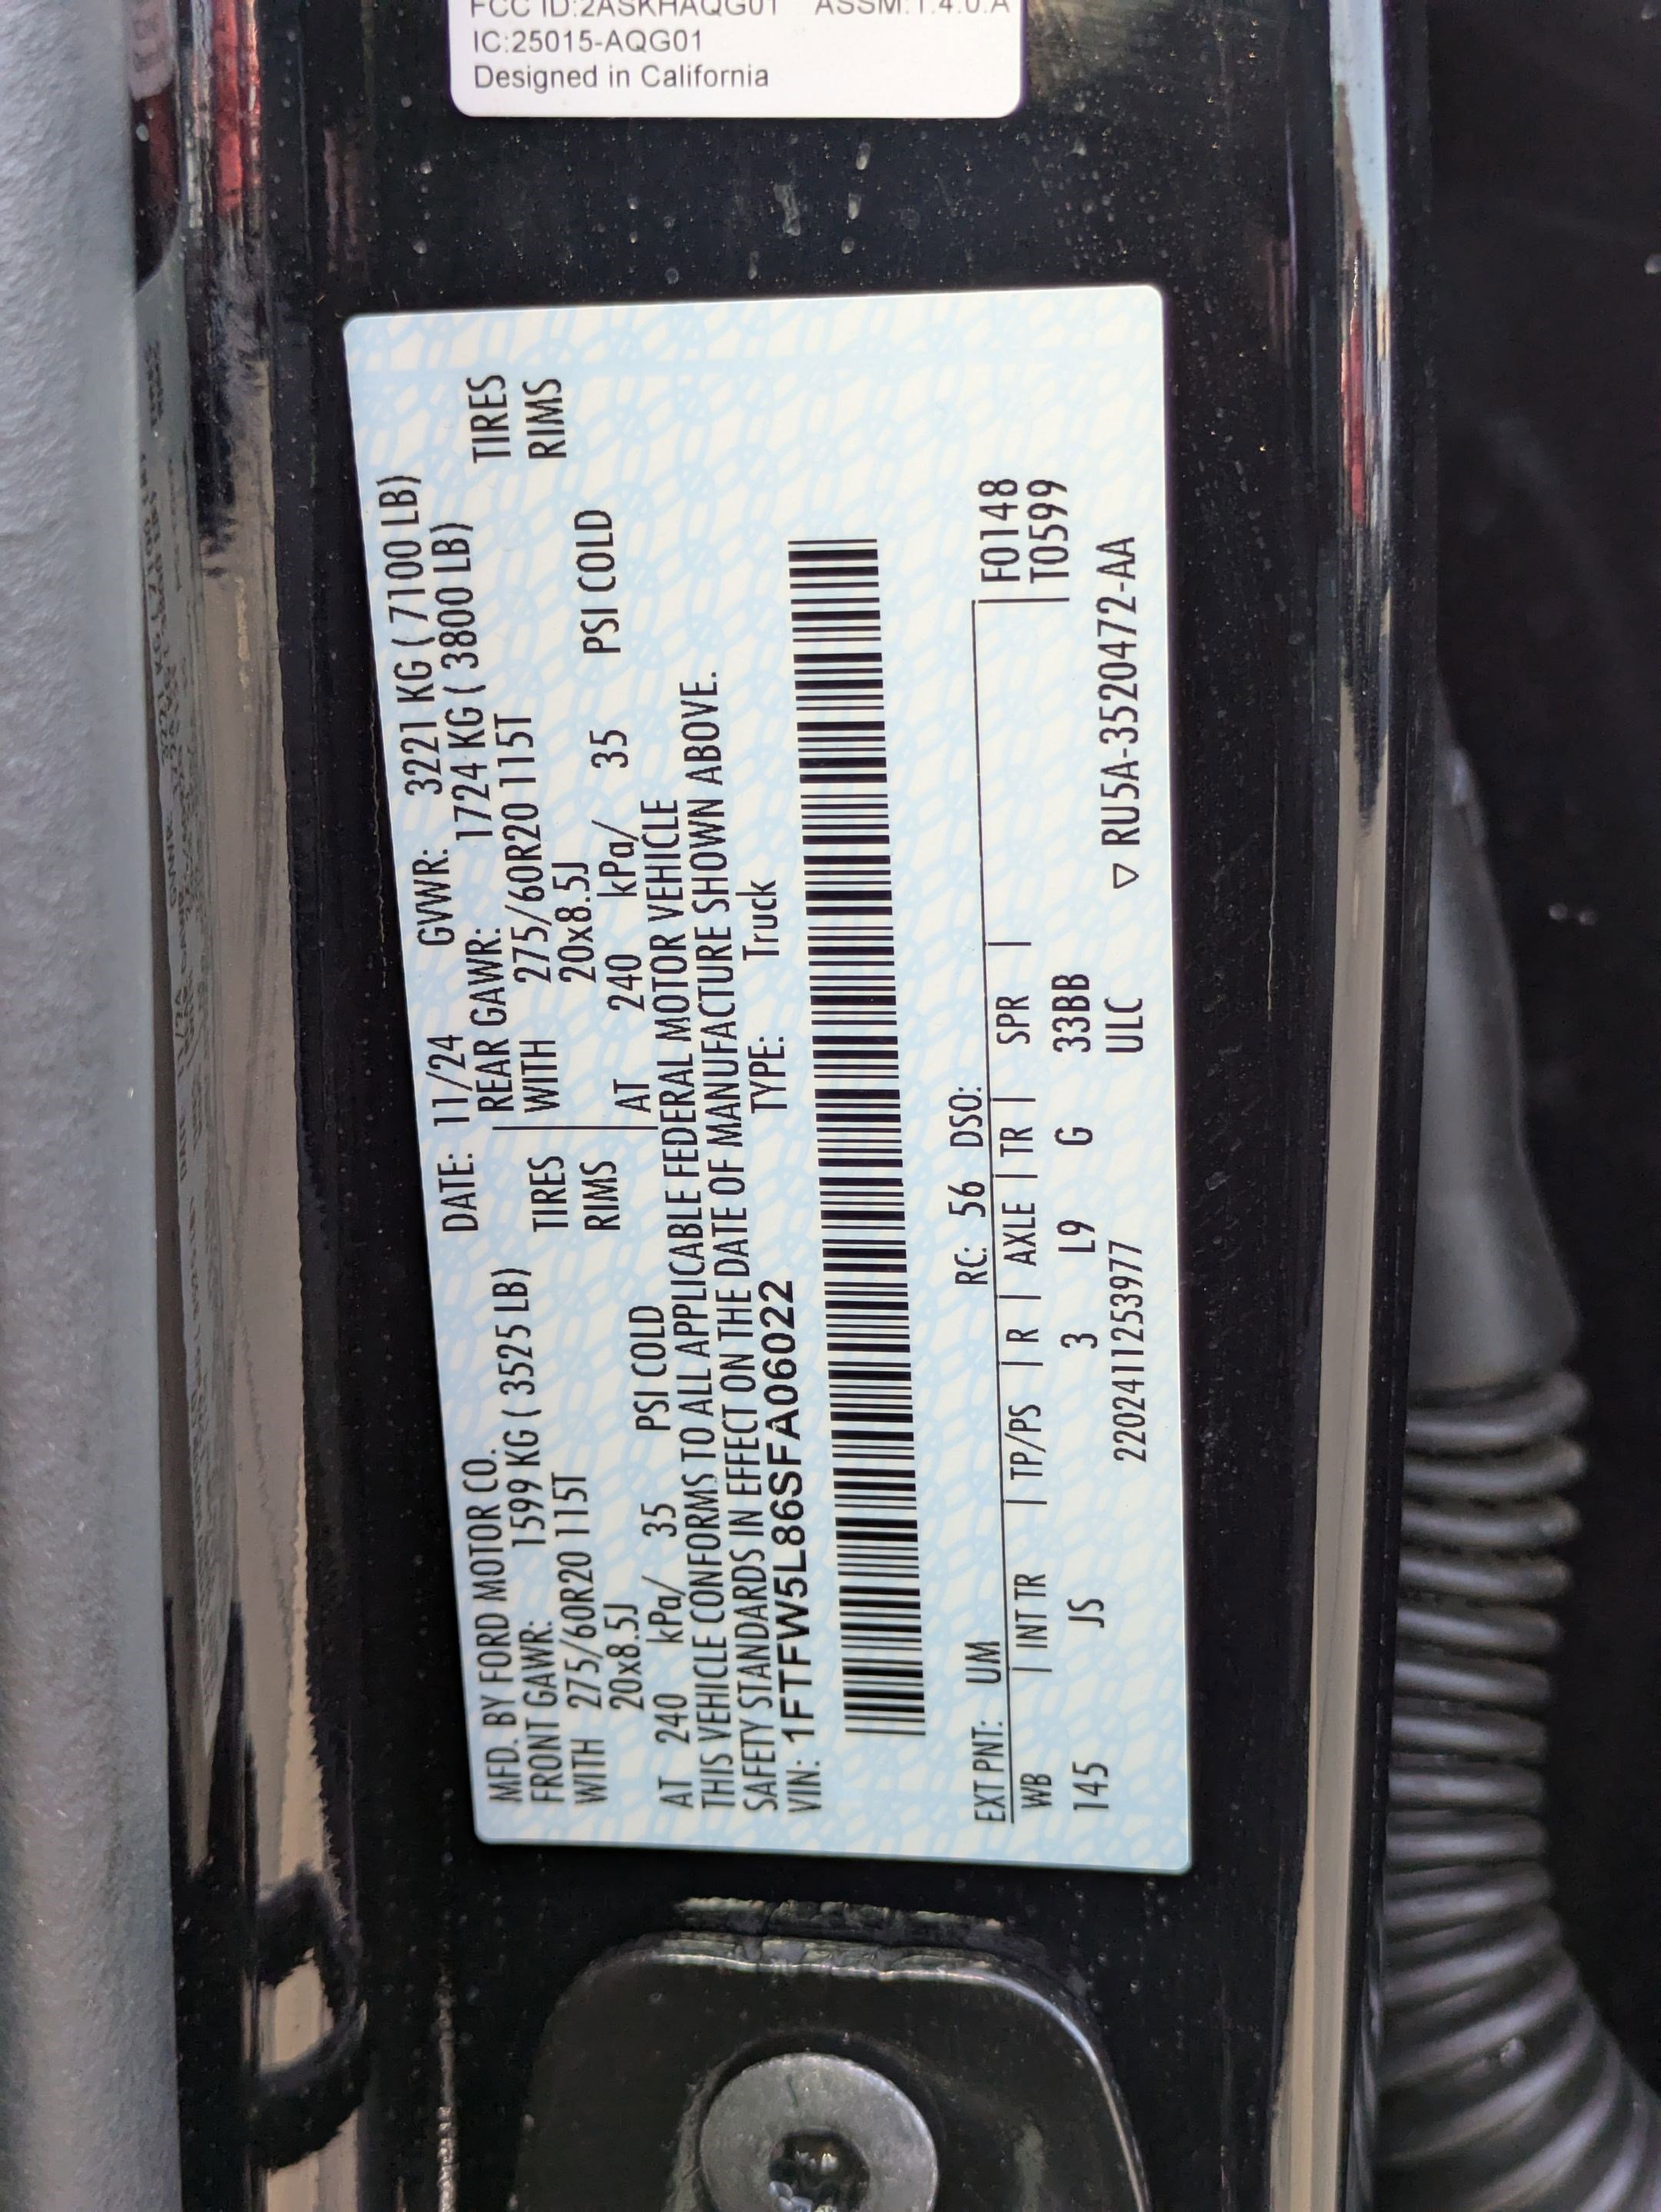 FCC ID:2ASKHAQG01 ASSM:1.4.0.A
IC:25015-AQG01
Designed in California
MFD. BY FORD MOTOR CO. DATE: 11/24 GVWR: 3221 KG ( 7100 LB)
FRONT GAWR: 1599 KG ( 3525 LB) REAR GAWR: 1724 KG ( 3800 LB)
WITH 275/60R20 115T TIRES WITH 275/60R20 115T TIRES
20x8.5J RIMS 20x8.5J RIMS
AT 240 kPa/ 35 PSI COLD AT 240 kPa/ 35 PSI COLD
THIS VEHICLE CONFORMS TO ALL APPLICABLE FEDERAL MOTOR VEHICLE
SAFETY STANDARDS IN EFFECT ON THE DATE OF MANUFACTURE SHOWN ABOVE.
VIN: 1FTFW5L86SFA06022 TYPE: Truck
EXT PNT: UM RC: 56 DSO:
WB | INT TR | TP/PS | R | AXLE | TR | SPR | F0148
145 JS 3 L9 G 33BB T0599
2202411253977 ULC ▽ RU5A-3520472-AA